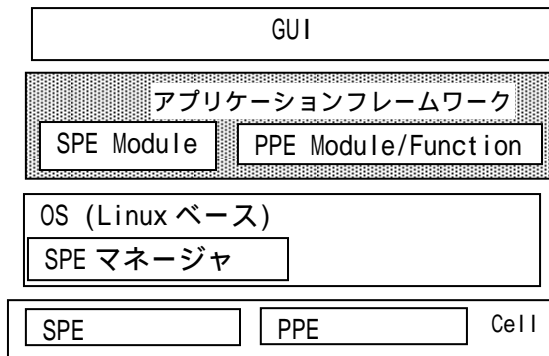 GUI
アプリケーションフレームワーク
SPE Module PPE Module/Function
OS (Linux ベース)
SPE マネージャ
SPE PPE Cell